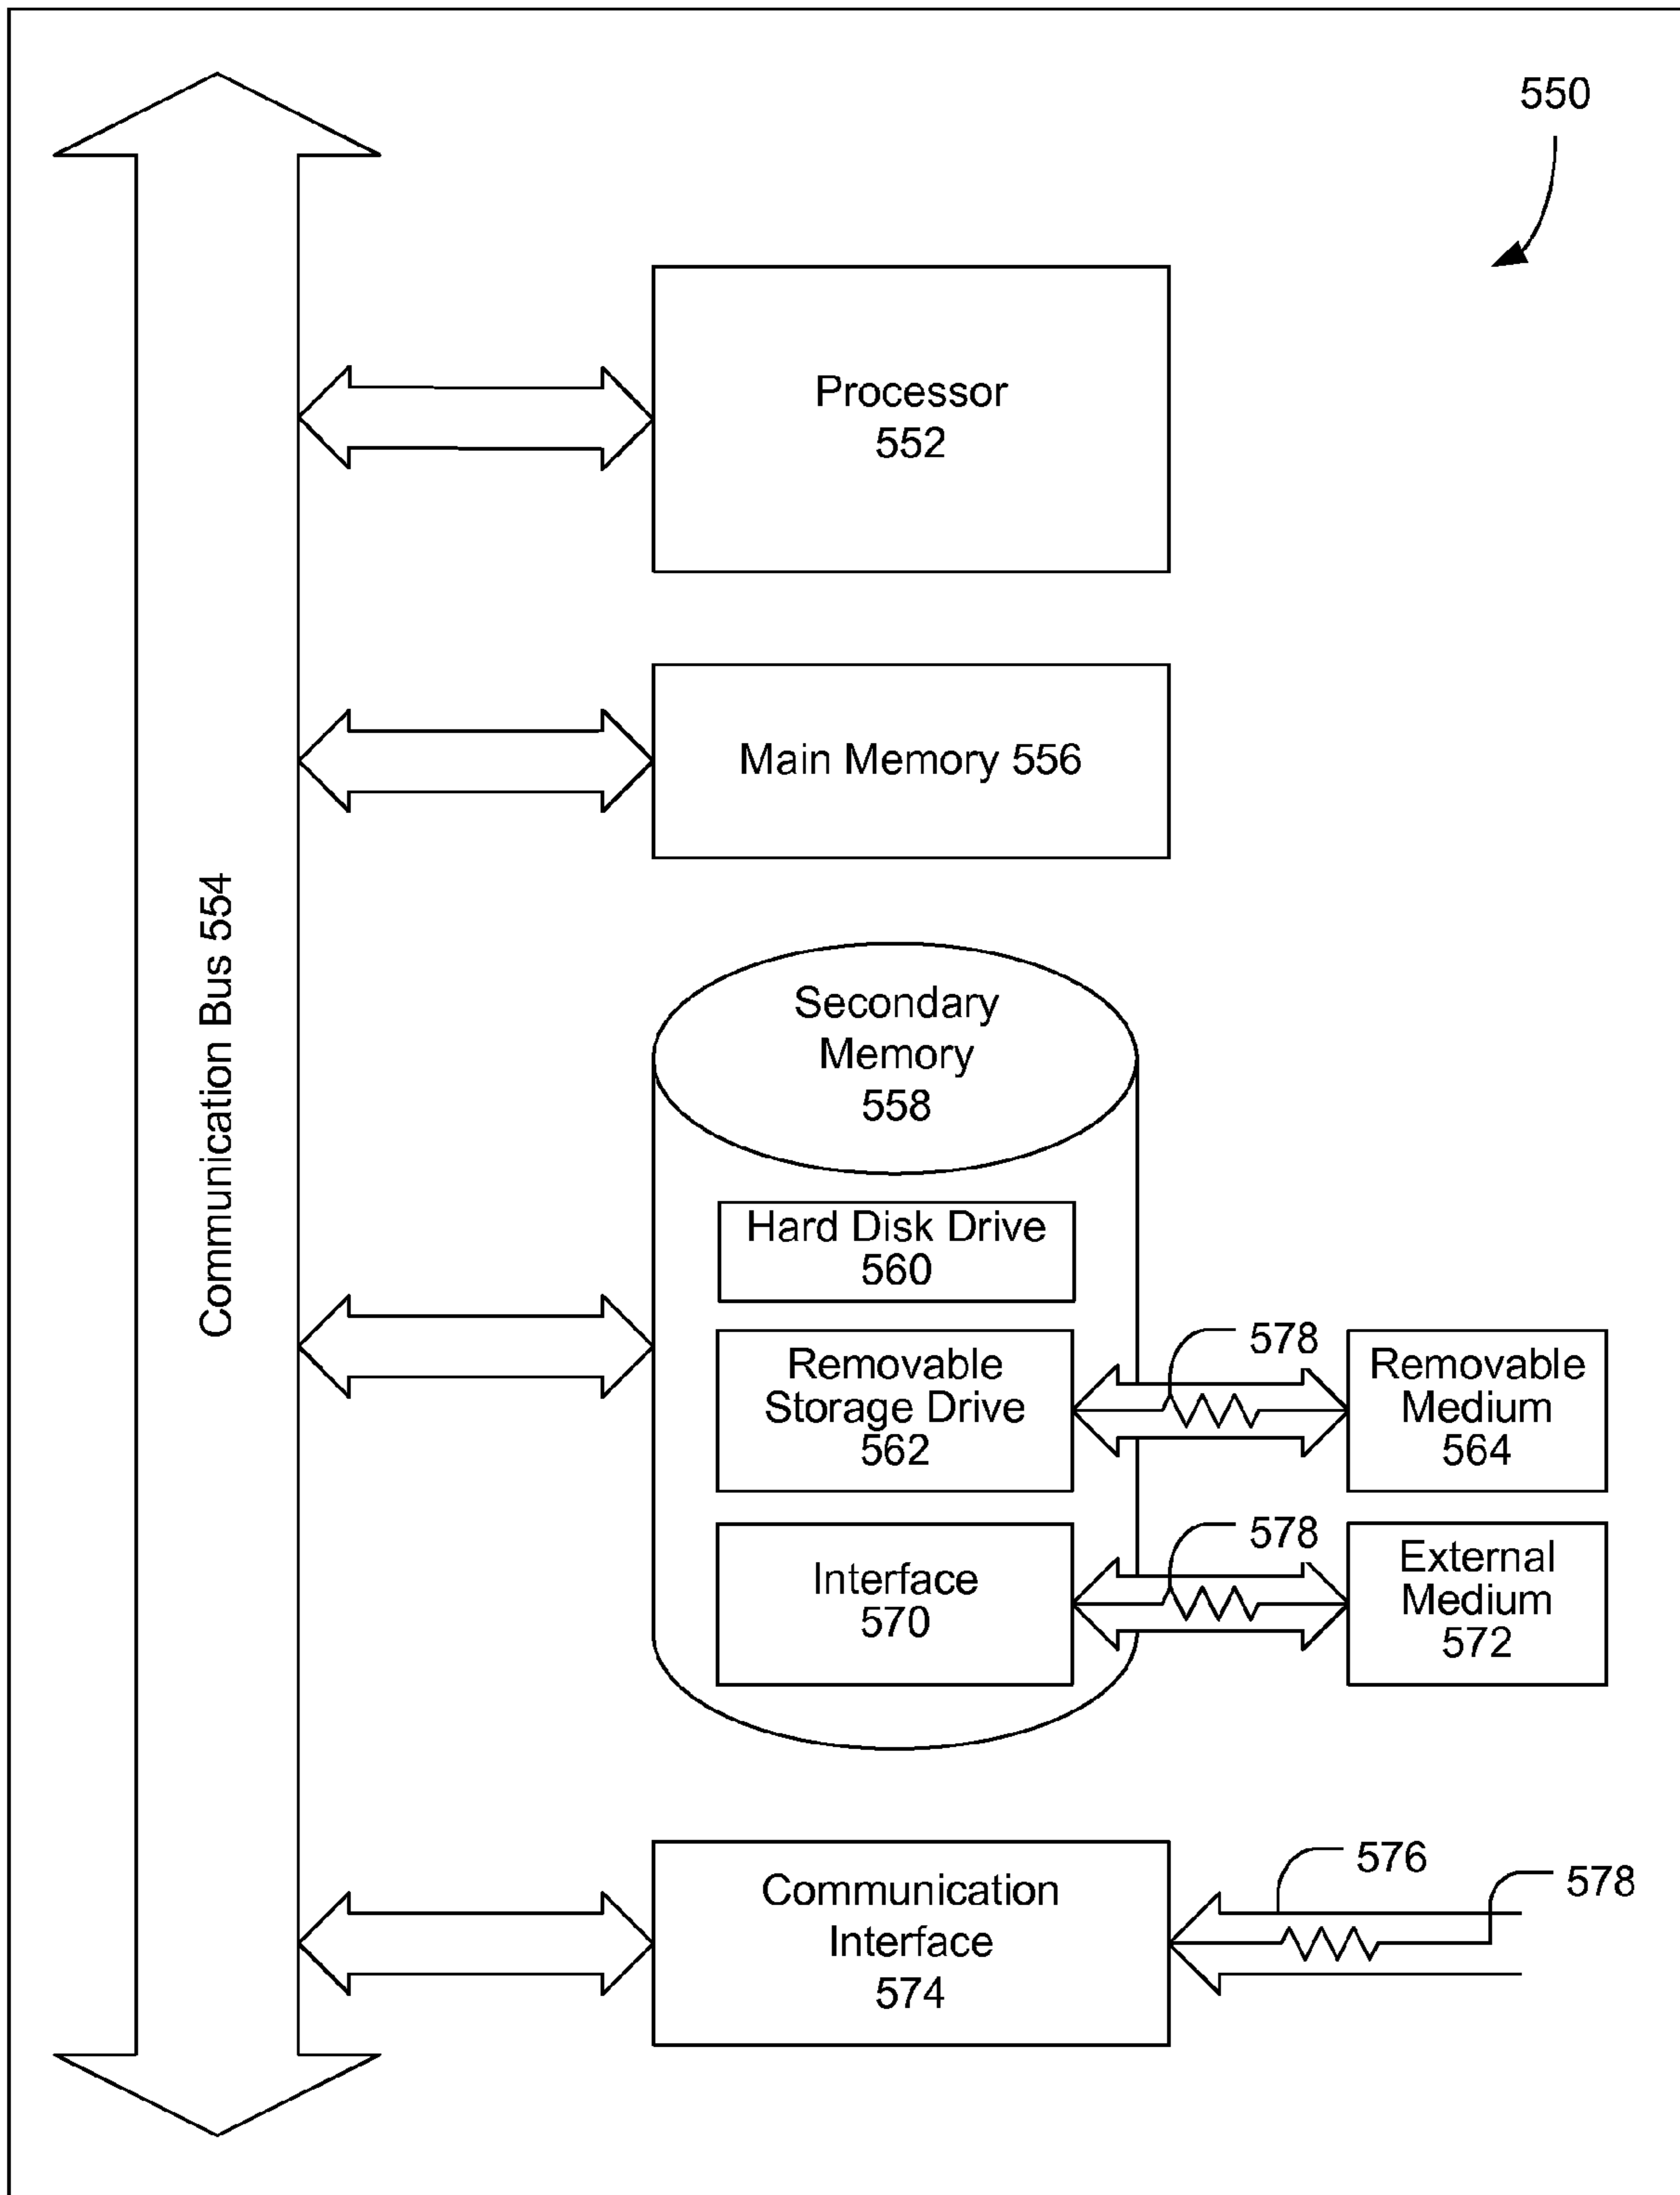 550
Processor
552
Main Memory 556
Communication Bus 554
Secondary
Memory
558
Hard Disk Drive
560
Removable
Storage Drive
562
578
Removable
Medium
564
Interface
570
578
External
Medium
572
Communication
Interface
574
576
578